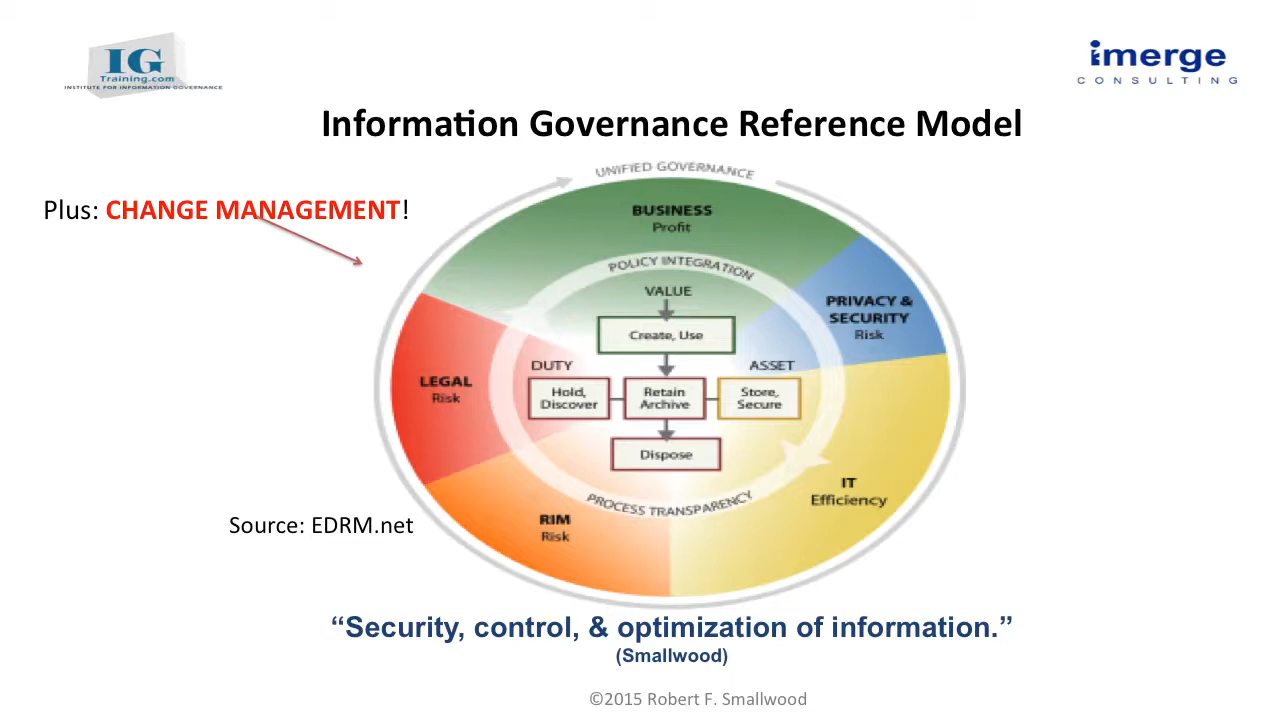 IG
Training.com
INSTITUTE FOR INFORMATION GOVERNANCE
imerge
CONSULTING
Information Governance Reference Model
Plus: CHANGE MANAGEMENT!
UNIFIED GOVERNANCE
BUSINESS
Profit
POLICY INTEGRATION
VALUE
Create, Use
PRIVACY &
SECURITY
Risk
DUTY
ASSET
LEGAL
Risk
Hold,
Discover
Retain
Archive
Store,
Secure
Dispose
IT
Efficiency
PROCESS TRANSPARENCY
RIM
Risk
Source: EDRM.net
“Security, control, & optimization of information.”
(Smallwood)
©2015 Robert F. Smallwood